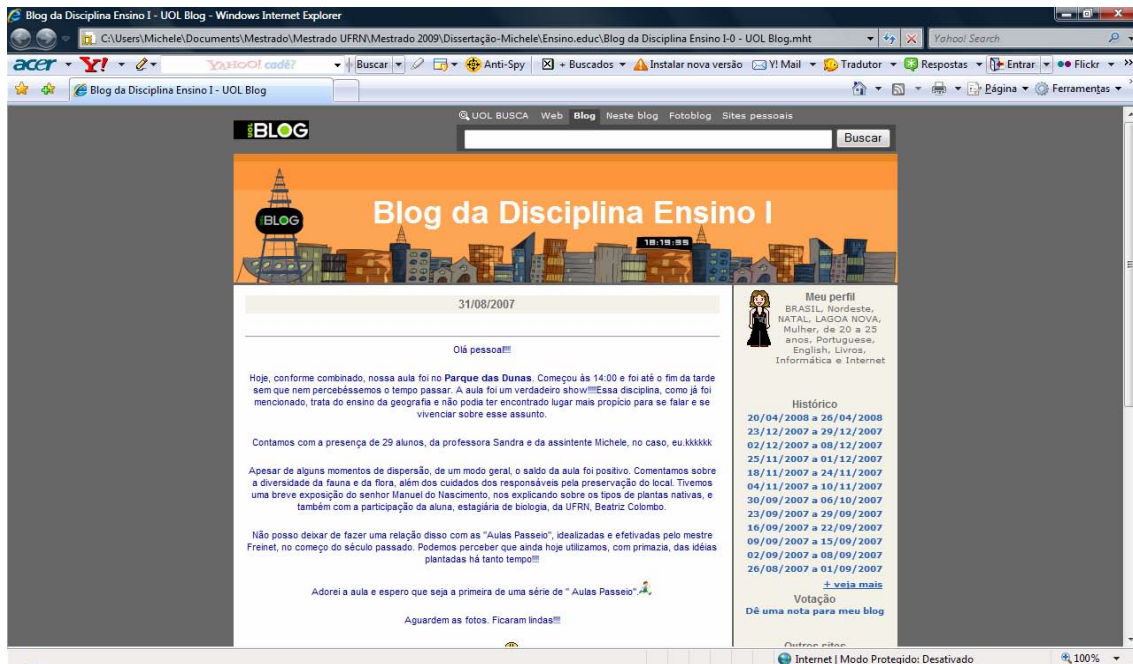 Blog da Disciplina Ensino I - UOL Blog - Windows Internet Explorer
C:\Users\Michele\Documents\Mestrado\Mestrado UFRN\Mestrado 2009\Dissertação-Michele\Ensino.educ\Blog da Disciplina Ensino I-0 - UOL Blog.mht
Yahoo! Search
acer Y! YAHOO! cadê? + Buscar Anti-Spy + Buscados Instalar nova versão Y! Mail Tradutor Respostas Entrar Flickr
Blog da Disciplina Ensino I - UOL Blog
Página Ferramentas
UOL BUSCA Web Blog Neste blog Fotoblog Sites pessoais
UOL BLOG
Buscar
BLOG
Blog da Disciplina Ensino I
18:19:55
31/08/2007
Olá pessoal!!!
Hoje, conforme combinado, nossa aula foi no Parque das Dunas. Começou às 14:00 e foi até o fim da tarde
sem que nem percebêssemos o tempo passar. A aula foi um verdadeiro show!!!!Essa disciplina, como já foi
mencionado, trata do ensino da geografia e não podia ter encontrado lugar mais propício para se falar e se
vivenciar sobre esse assunto.
Contamos com a presença de 29 alunos, da professora Sandra e da assintente Michele, no caso, eu.kkkkkk
Apesar de alguns momentos de dispersão, de um modo geral, o saldo da aula foi positivo. Comentamos sobre
a diversidade da fauna e da flora, além dos cuidados dos responsáveis pela preservação do local. Tivemos
uma breve exposição do senhor Manuel do Nascimento, nos explicando sobre os tipos de plantas nativas, e
também com a participação da aluna, estagiária de biologia, da UFRN, Beatriz Colombo.
Não posso deixar de fazer uma relação disso com as "Aulas Passeio", idealizadas e efetivadas pelo mestre
Freinet, no começo do século passado. Podemos perceber que ainda hoje utilizamos, com primazia, das idéias
plantadas há tanto tempo!!!
Adorei a aula e espero que seja a primeira de uma série de " Aulas Passeio".
Aguardem as fotos. Ficaram lindas!!!
Meu perfil
BRASIL, Nordeste,
NATAL, LAGOA NOVA,
Mulher, de 20 a 25
anos, Portuguese,
English, Livros,
Informática e Internet
Histórico
20/04/2008 a 26/04/2008
23/12/2007 a 29/12/2007
02/12/2007 a 08/12/2007
25/11/2007 a 01/12/2007
18/11/2007 a 24/11/2007
04/11/2007 a 10/11/2007
30/09/2007 a 06/10/2007
23/09/2007 a 29/09/2007
16/09/2007 a 22/09/2007
09/09/2007 a 15/09/2007
02/09/2007 a 08/09/2007
26/08/2007 a 01/09/2007
+ veja mais
Votação
Dê uma nota para meu blog
Outros sites
Internet | Modo Protegido: Desativado
100%